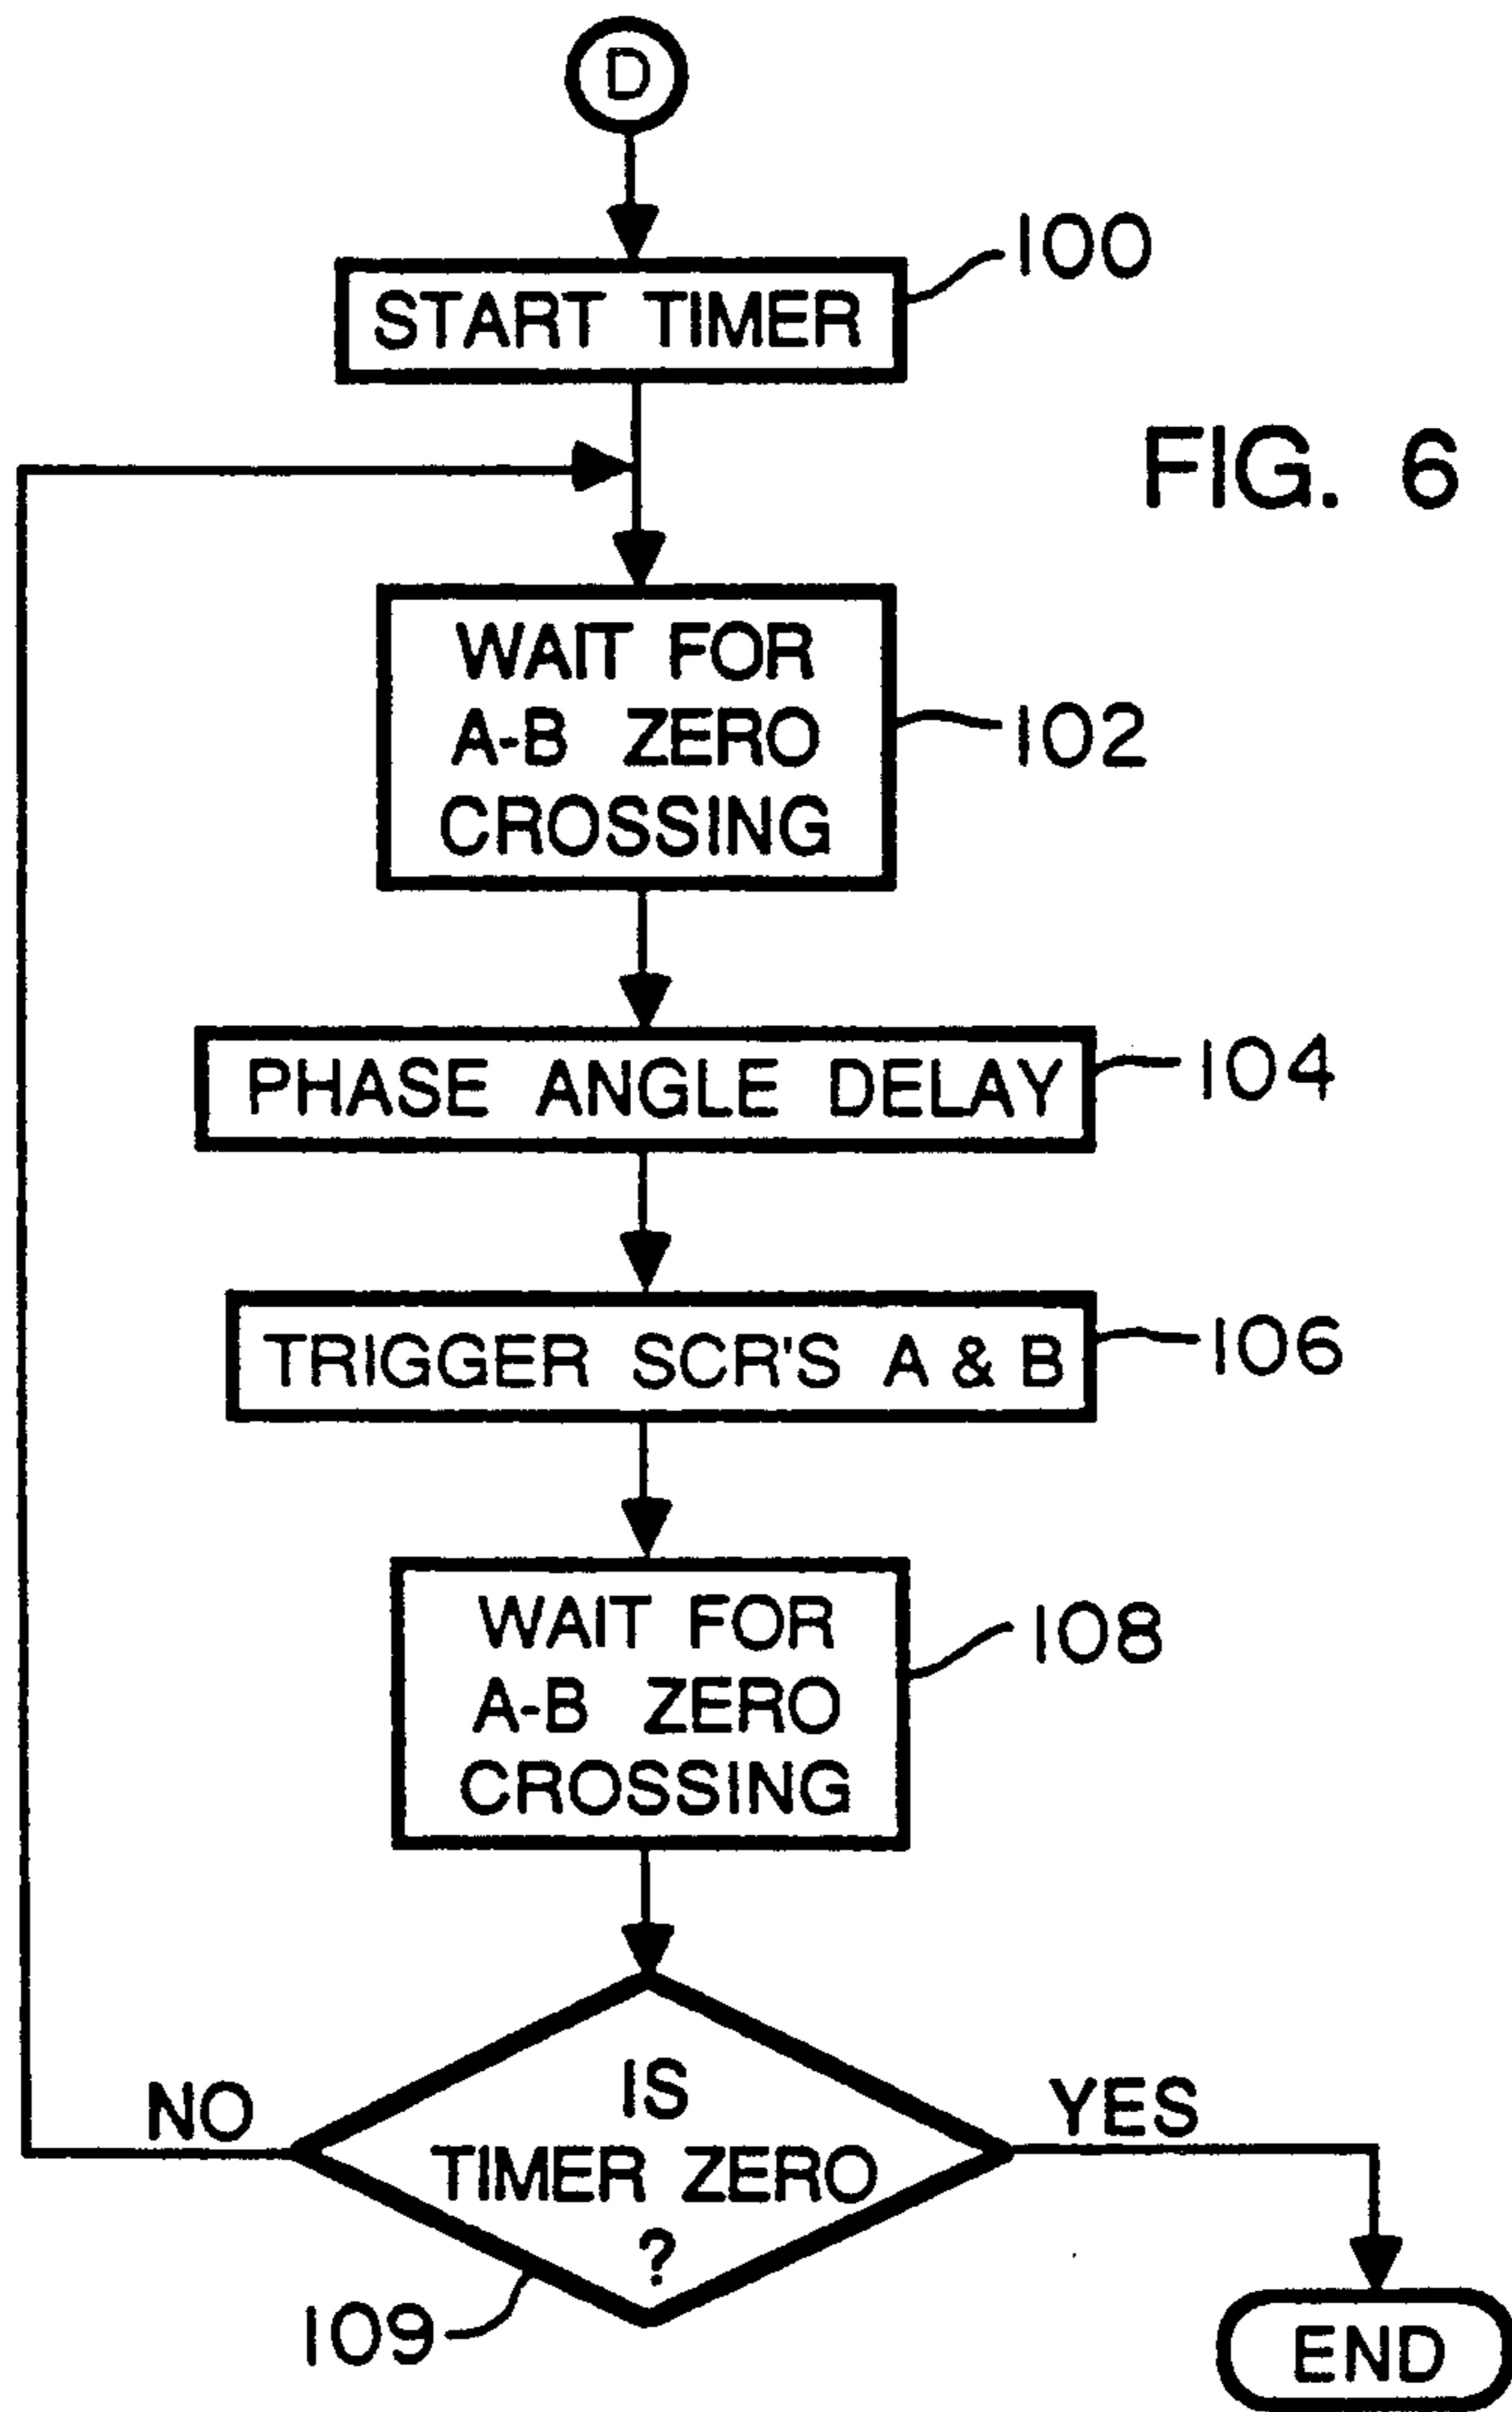 D
START TIMER
100
FIG. 6
WAIT FOR
A-B ZERO
CROSSING
102
PHASE ANGLE DELAY
104
TRIGGER SCR'S A & B
106
WAIT FOR
A-B ZERO
CROSSING
108
IS
TIMER ZERO
?
NO
YES
109
END